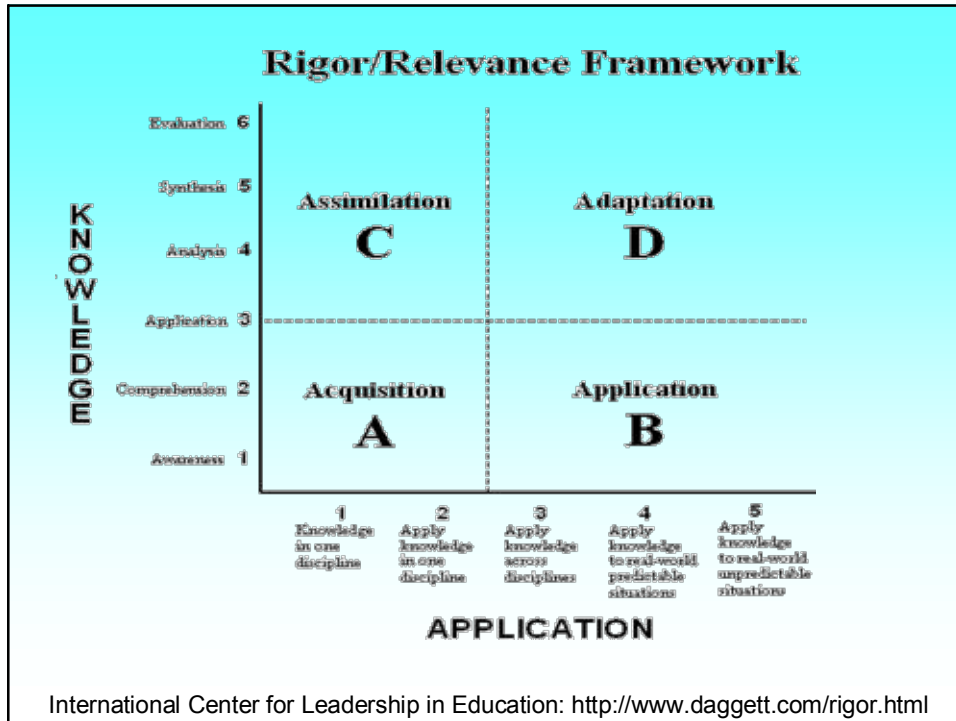 Rigor/Relevance Framework
KNOWLEDGE
Evaluation 6
Synthesis 5
Analysis 4
Application 3
Comprehension 2
Awareness 1
Assimilation
C
Adaptation
D
Acquisition
A
Application
B
1
Knowledge
in one
discipline
2
Apply
knowledge
in one
discipline
3
Apply
knowledge
across
disciplines
4
Apply
knowledge
to real-world
predictable
situations
5
Apply
knowledge
to real-world
unpredictable
situations
APPLICATION
International Center for Leadership in Education: http://www.daggett.com/rigor.html